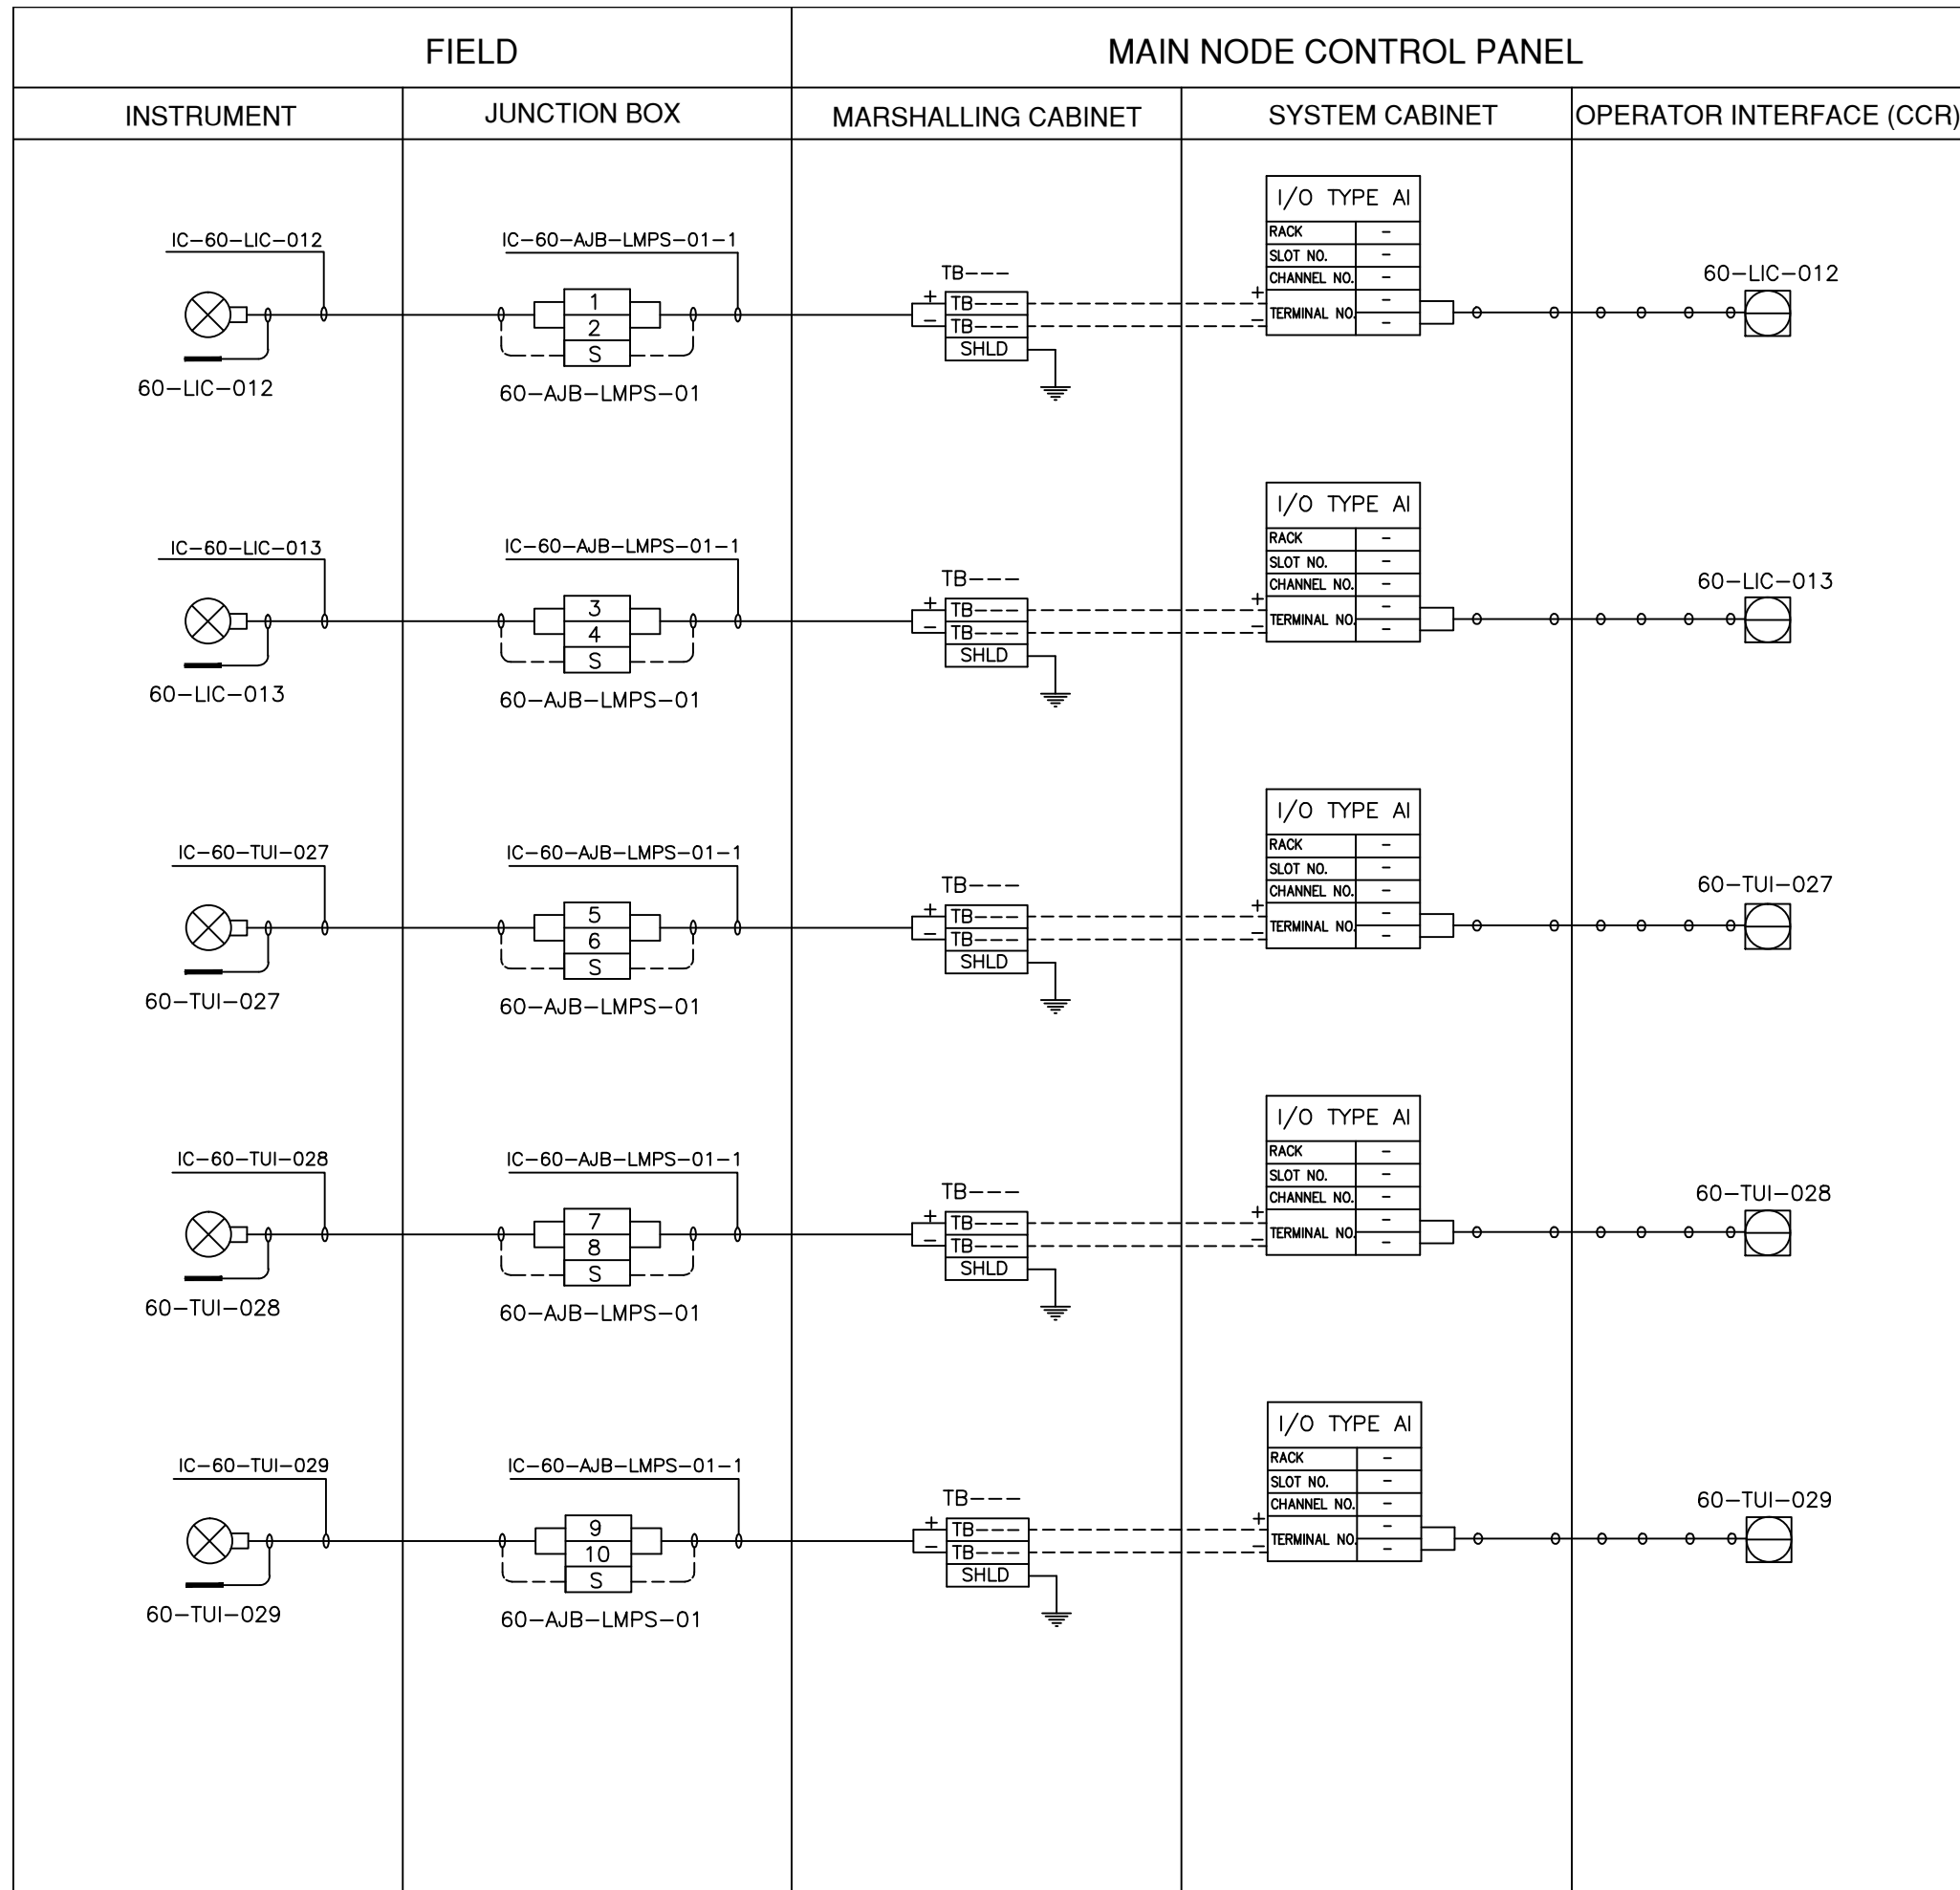 FIELD
MAIN NODE CONTROL PANEL
INSTRUMENT
JUNCTION BOX
MARSHALLING CABINET
SYSTEM CABINET
OPERATOR INTERFACE (CCR)
IC-60-LIC-012
60-LIC-012
IC-60-AJB-LMPS-01-1
1
2
S
60-AJB-LMPS-01
TB---
+ TB----
- TB----
SHLD
I/O TYPE AI
RACK -
SLOT NO. -
CHANNEL NO. -
+
-
TERMINAL NO. -
-
60-LIC-012
IC-60-LIC-013
60-LIC-013
IC-60-AJB-LMPS-01-1
3
4
S
60-AJB-LMPS-01
TB---
+ TB----
- TB----
SHLD
I/O TYPE AI
RACK -
SLOT NO. -
CHANNEL NO. -
+
-
TERMINAL NO. -
-
60-LIC-013
IC-60-TUI-027
60-TUI-027
IC-60-AJB-LMPS-01-1
5
6
S
60-AJB-LMPS-01
TB---
+ TB----
- TB----
SHLD
I/O TYPE AI
RACK -
SLOT NO. -
CHANNEL NO. -
+
-
TERMINAL NO. -
-
60-TUI-027
IC-60-TUI-028
60-TUI-028
IC-60-AJB-LMPS-01-1
7
8
S
60-AJB-LMPS-01
TB---
+ TB----
- TB----
SHLD
I/O TYPE AI
RACK -
SLOT NO. -
CHANNEL NO. -
+
-
TERMINAL NO. -
-
60-TUI-028
IC-60-TUI-029
60-TUI-029
IC-60-AJB-LMPS-01-1
9
10
S
60-AJB-LMPS-01
TB---
+ TB----
- TB----
SHLD
I/O TYPE AI
RACK -
SLOT NO. -
CHANNEL NO. -
+
-
TERMINAL NO. -
-
60-TUI-029